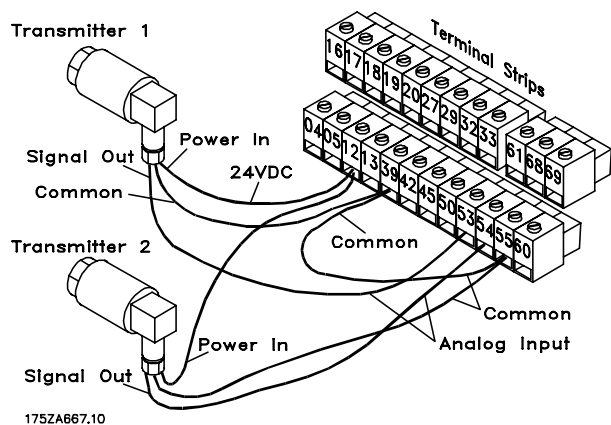 Transmitter 1
Terminal Strips
16 17 18 19 20 27 29 32 33 61 68 69
04 05 12 13 39 42 45 50 53 54 55 60
Power In
Signal Out
24VDC
Common
Transmitter 2
Common
Common
Analog Input
Power In
Signal Out
175ZA667.10